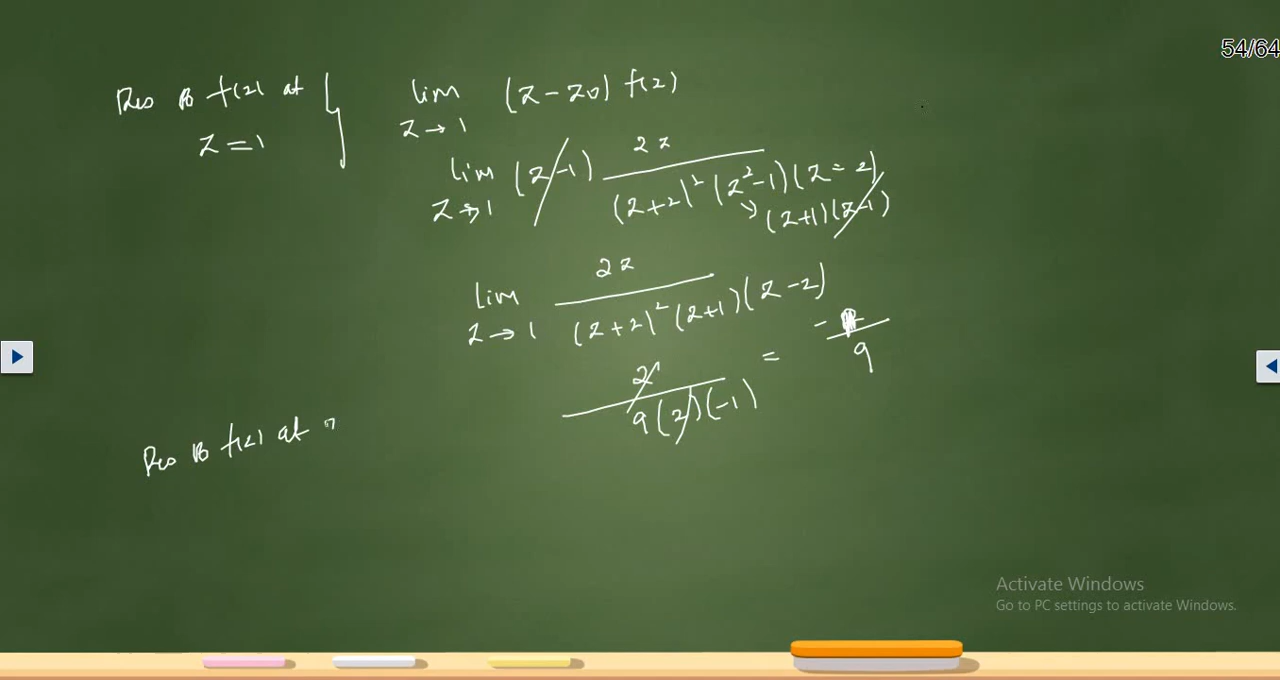 54/64
Res of f(z) at z = 1 } lim z→1 (z - z0) f(z)
lim z→1 (z-1) 2z / (z+2)² (z²-1)(z-2)
(z+1)(z-1)
lim z→1 2z / (z+2)² (z+1)(z-2)
2 / 9(2)(-1) = -1/9
Res of f(z) at z
Activate Windows
Go to PC settings to activate Windows.